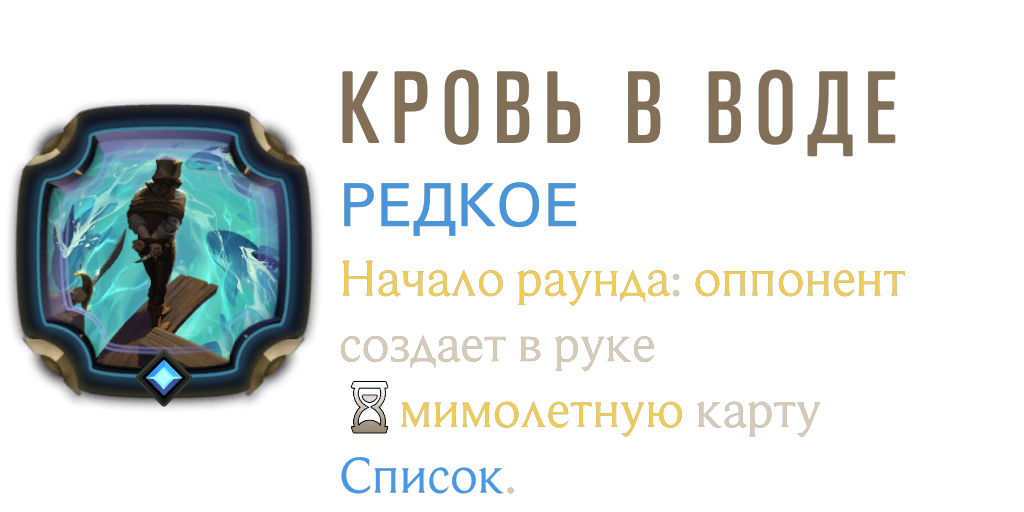 КРОВЬ В ВОДЕ
РЕДКОЕ
Начало раунда: оппонент
создает в руке
мимолетную карту
Список.